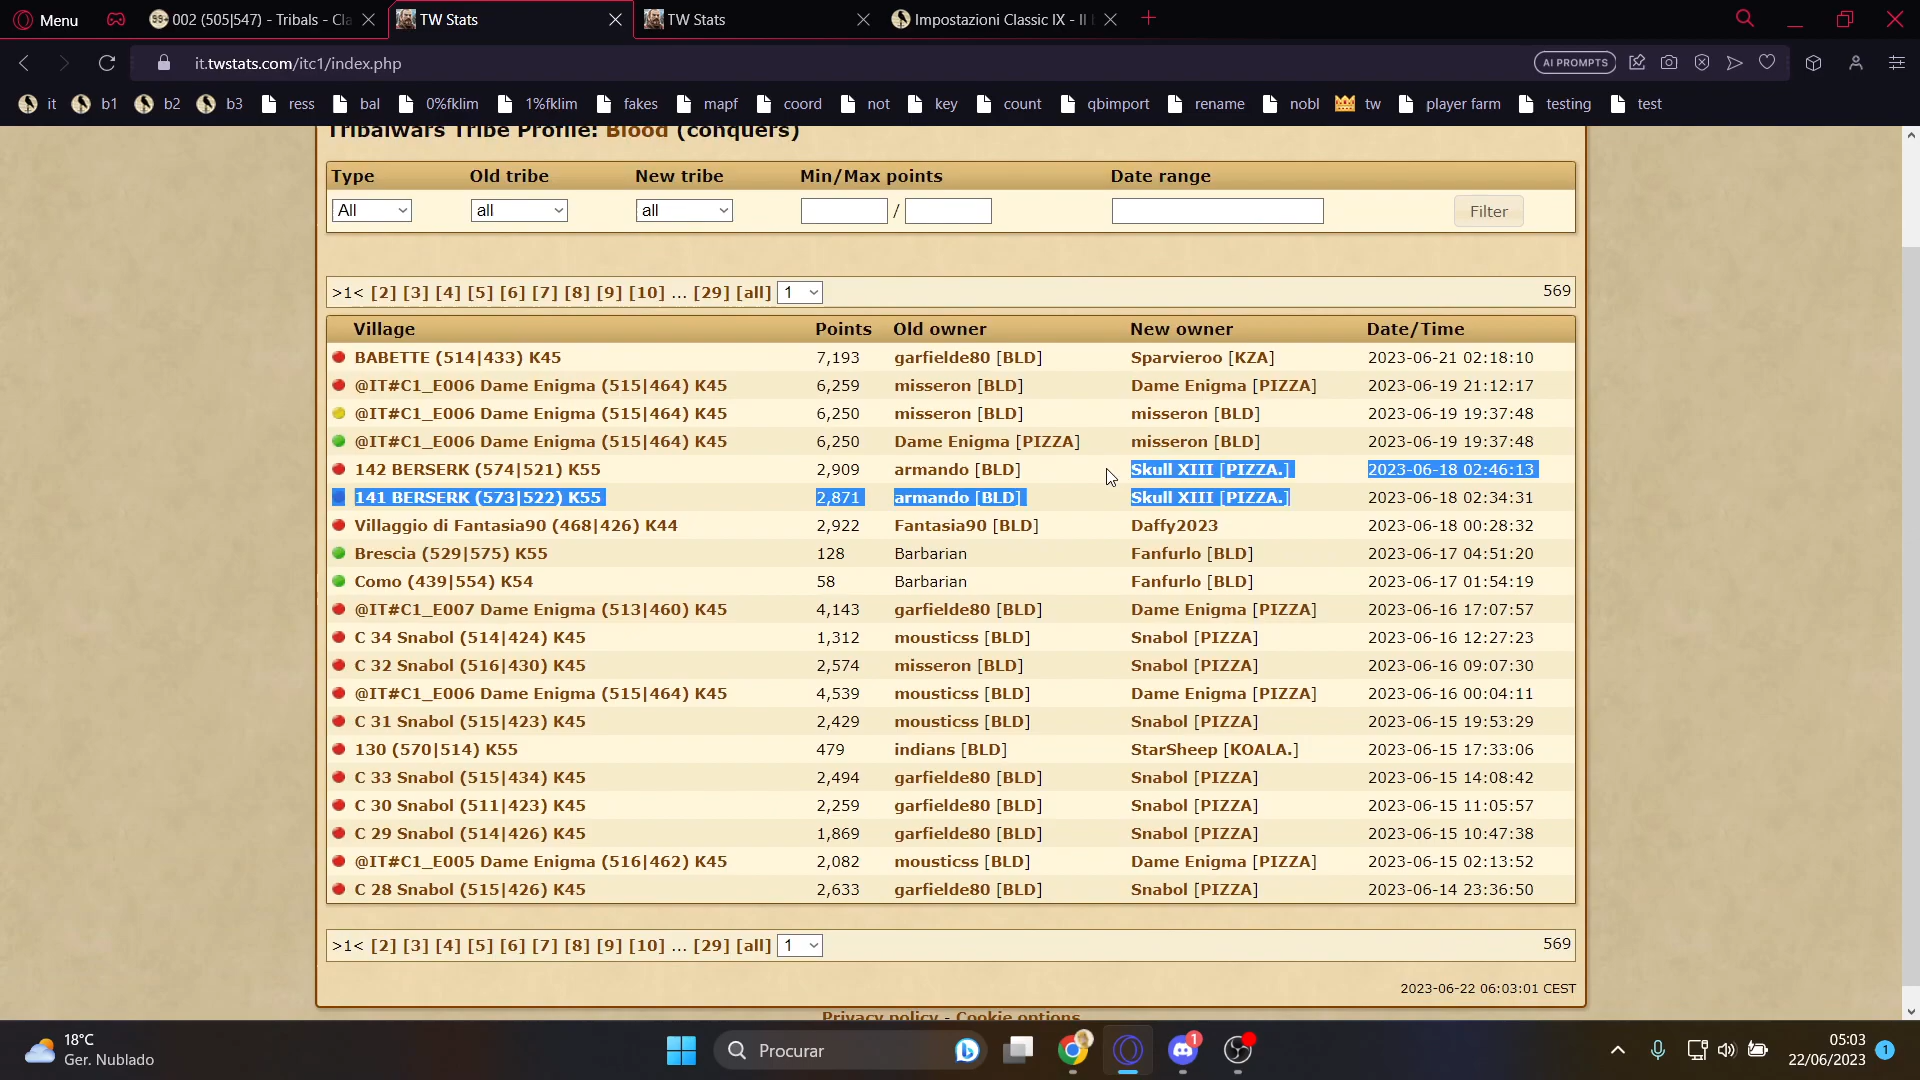 Menu
99+ 002 (505|547) - Tribals - Cla
TW Stats
TW Stats
Impostazioni Classic IX - Il
it.twstats.com/itc1/index.php
AI PROMPTS
it b1 b2 b3 ress bal 0%fklim 1%fklim fakes mapf coord not key count qbimport rename nobl tw player farm testing test
Tribalwars Tribe Profile: Blood (conquers)
Type Old tribe New tribe Min/Max points Date range
All all all / Filter
>1< [2] [3] [4] [5] [6] [7] [8] [9] [10] ... [29] [all] 1 569
Village Points Old owner New owner Date/Time
BABETTE (514|433) K45 7,193 garfielde80 [BLD] Sparvieroo [KZA] 2023-06-21 02:18:10
@IT#C1_E006 Dame Enigma (515|464) K45 6,259 misseron [BLD] Dame Enigma [PIZZA] 2023-06-19 21:12:17
@IT#C1_E006 Dame Enigma (515|464) K45 6,250 misseron [BLD] misseron [BLD] 2023-06-19 19:37:48
@IT#C1_E006 Dame Enigma (515|464) K45 6,250 Dame Enigma [PIZZA] misseron [BLD] 2023-06-19 19:37:48
142 BERSERK (574|521) K55 2,909 armando [BLD] Skull XIII [PIZZA.] 2023-06-18 02:46:13
141 BERSERK (573|522) K55 2,871 armando [BLD] Skull XIII [PIZZA.] 2023-06-18 02:34:31
Villaggio di Fantasia90 (468|426) K44 2,922 Fantasia90 [BLD] Daffy2023 2023-06-18 00:28:32
Brescia (529|575) K55 128 Barbarian Fanfurlo [BLD] 2023-06-17 04:51:20
Como (439|554) K54 58 Barbarian Fanfurlo [BLD] 2023-06-17 01:54:19
@IT#C1_E007 Dame Enigma (513|460) K45 4,143 garfielde80 [BLD] Dame Enigma [PIZZA] 2023-06-16 17:07:57
C 34 Snabol (514|424) K45 1,312 mousticss [BLD] Snabol [PIZZA] 2023-06-16 12:27:23
C 32 Snabol (516|430) K45 2,574 misseron [BLD] Snabol [PIZZA] 2023-06-16 09:07:30
@IT#C1_E006 Dame Enigma (515|464) K45 4,539 mousticss [BLD] Dame Enigma [PIZZA] 2023-06-16 00:04:11
C 31 Snabol (515|423) K45 2,429 mousticss [BLD] Snabol [PIZZA] 2023-06-15 19:53:29
130 (570|514) K55 479 indians [BLD] StarSheep [KOALA.] 2023-06-15 17:33:06
C 33 Snabol (515|434) K45 2,494 garfielde80 [BLD] Snabol [PIZZA] 2023-06-15 14:08:42
C 30 Snabol (511|423) K45 2,259 garfielde80 [BLD] Snabol [PIZZA] 2023-06-15 11:05:57
C 29 Snabol (514|426) K45 1,869 garfielde80 [BLD] Snabol [PIZZA] 2023-06-15 10:47:38
@IT#C1_E005 Dame Enigma (516|462) K45 2,082 mousticss [BLD] Dame Enigma [PIZZA] 2023-06-15 02:13:52
C 28 Snabol (515|426) K45 2,633 garfielde80 [BLD] Snabol [PIZZA] 2023-06-14 23:36:50
>1< [2] [3] [4] [5] [6] [7] [8] [9] [10] ... [29] [all] 1 569
2023-06-22 06:03:01 CEST
Privacy policy - Cookie options
18°C
Ger. Nublado
Procurar
1
05:03
22/06/2023
1